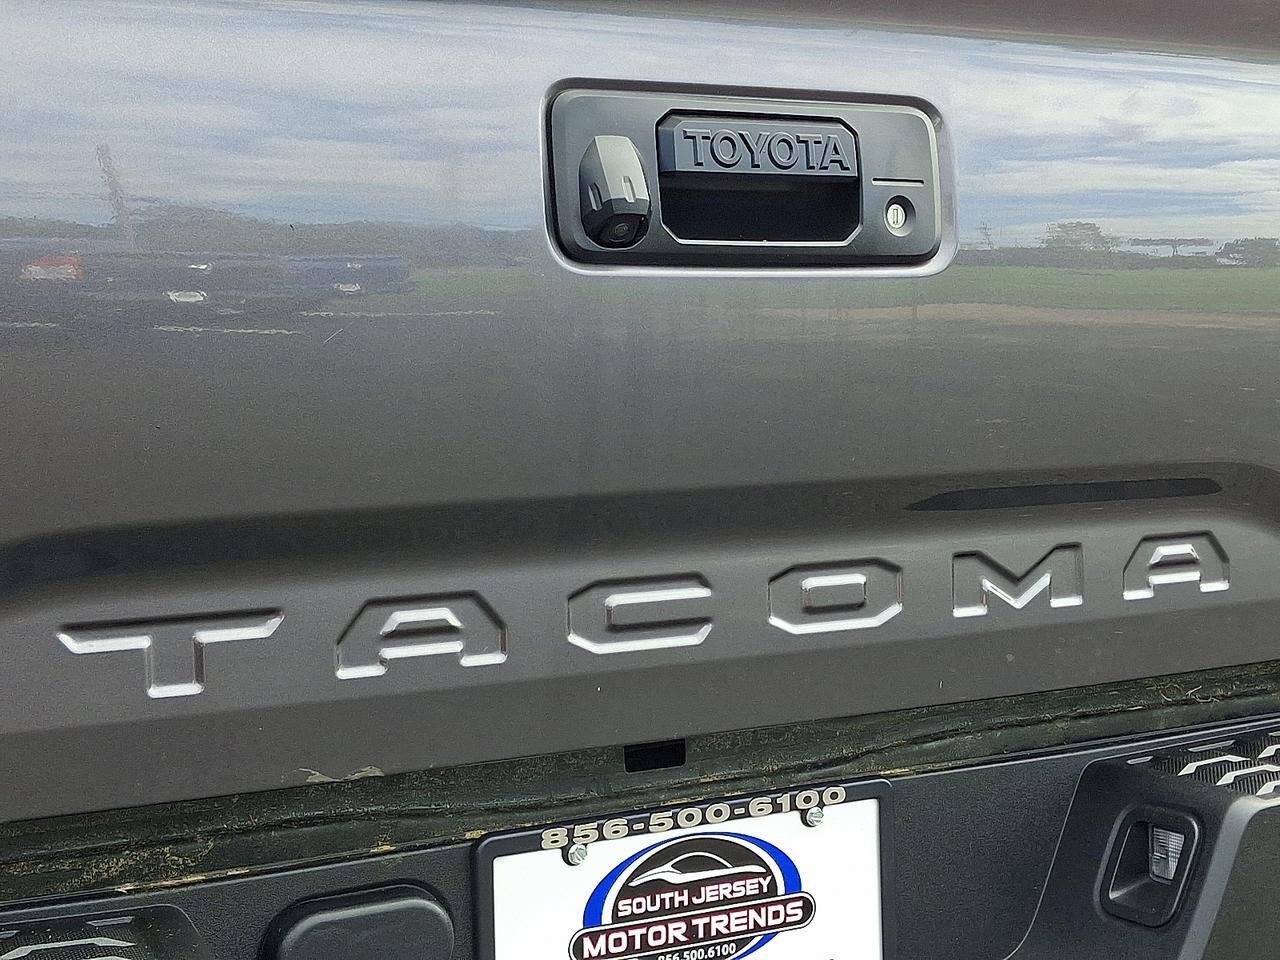 TOYOTA
TACOMA
856-500-6100
SOUTH JERSEY
MOTOR TRENDS
856.500.6100